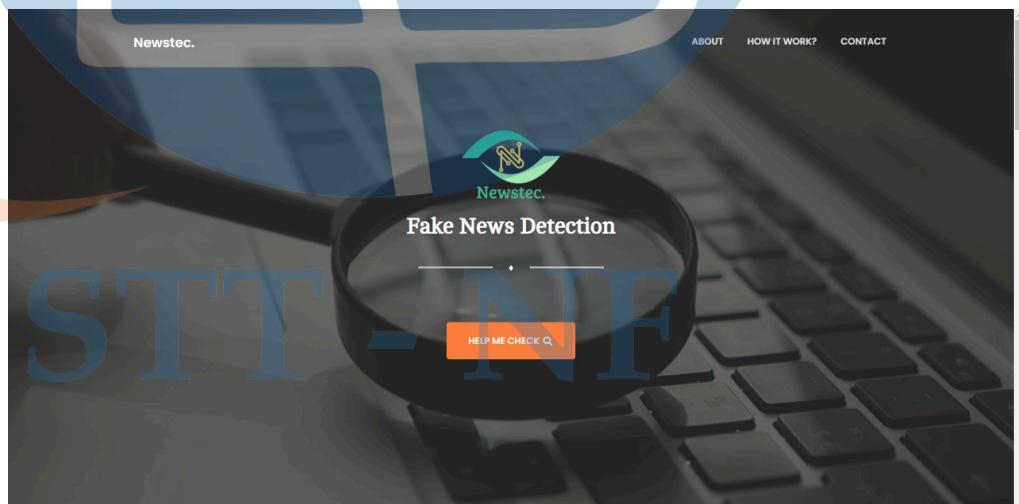 Newstec.
ABOUT HOW IT WORK? CONTACT
Newstec.
Fake News Detection
HELP ME CHECK
STT - NF